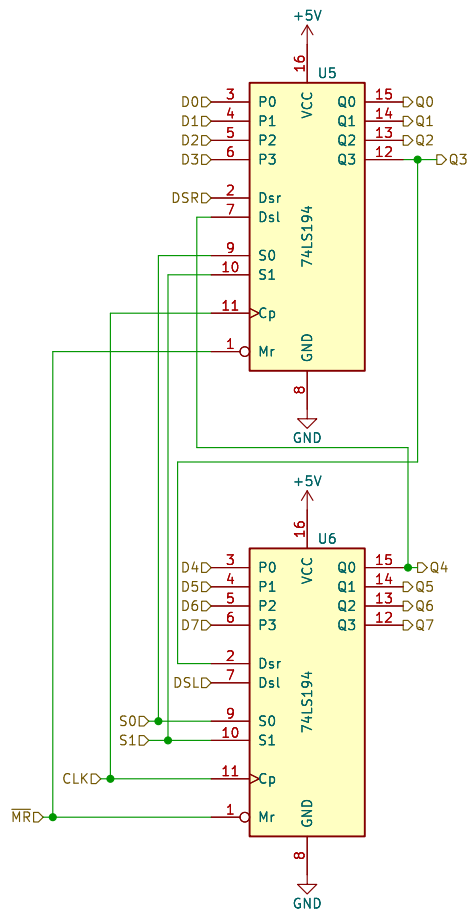 +5V
16 U5
VCC
D0 3 P0 Q0 15 Q0
D1 4 P1 Q1 14 Q1
D2 5 P2 Q2 13 Q2
D3 6 P3 Q3 12 Q3
DSR 2 Dsr
7 Dsl
74LS194
9 S0
10 S1
11 Cp
1 Mr
GND
8
GND
+5V
16 U6
VCC
D4 3 P0 Q0 15 Q4
D5 4 P1 Q1 14 Q5
D6 5 P2 Q2 13 Q6
D7 6 P3 Q3 12 Q7
2 Dsr
DSL 7 Dsl
74LS194
S0 9 S0
S1 10 S1
CLK 11 Cp
MR 1 Mr
GND
8
GND